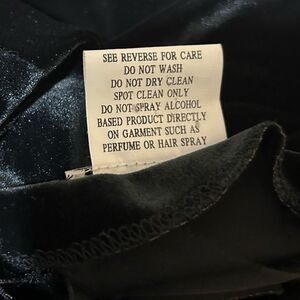 SEE REVERSE FOR CARE
DO NOT WASH
DO NOT DRY CLEAN
SPOT CLEAN ONLY
DO NOT SPRAY ALCOHOL
BASED PRODUCT DIRECTLY
ON GARMENT SUCH AS
PERFUME OR HAIR SPRAY